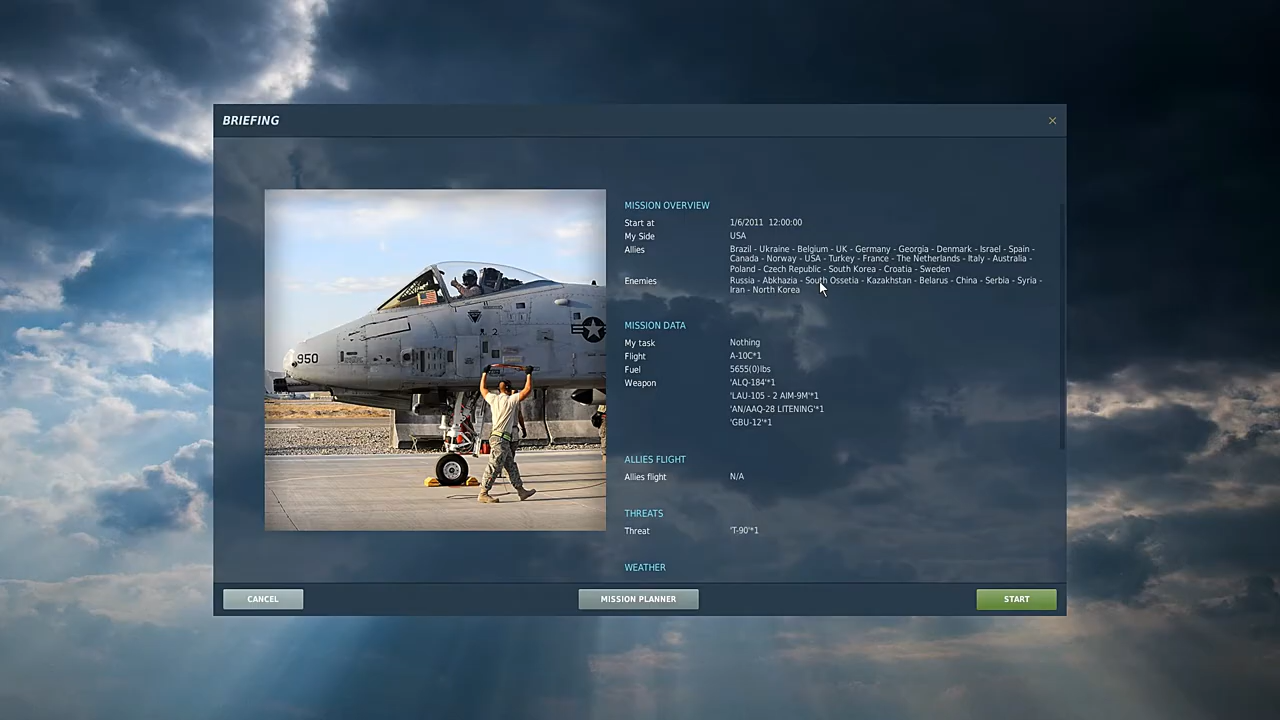 BRIEFING
×
950
2
MISSION OVERVIEW
Start at 1/6/2011 12:00:00
My Side USA
Allies Brazil - Ukraine - Belgium - UK - Germany - Georgia - Denmark - Israel - Spain -
Canada - Norway - USA - Turkey - France - The Netherlands - Italy - Australia -
Poland - Czech Republic - South Korea - Croatia - Sweden
Enemies Russia - Abkhazia - South Ossetia - Kazakhstan - Belarus - China - Serbia - Syria -
Iran - North Korea
MISSION DATA
My task Nothing
Flight A-10C*1
Fuel 5655(0)lbs
Weapon 'ALQ-184'*1
'LAU-105 - 2 AIM-9M'*1
'AN/AAQ-28 LITENING'*1
'GBU-12'*1
ALLIES FLIGHT
Allies flight N/A
THREATS
Threat 'T-90'*1
WEATHER
CANCEL
MISSION PLANNER
START